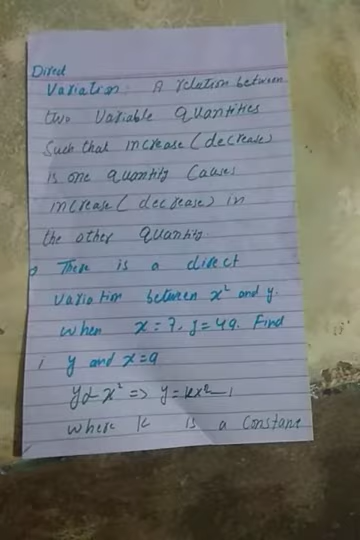 Direct
Variation: A relation between
two variable quantities
such that increase (decrease)
is one quantity causes
increase (decrease) in
the other quantity.
There is a direct
variation between x² and y.
when x = 7, y = 49. Find
i y and x = 9
y ∝ x² => y = kx² —,
where k is a constant